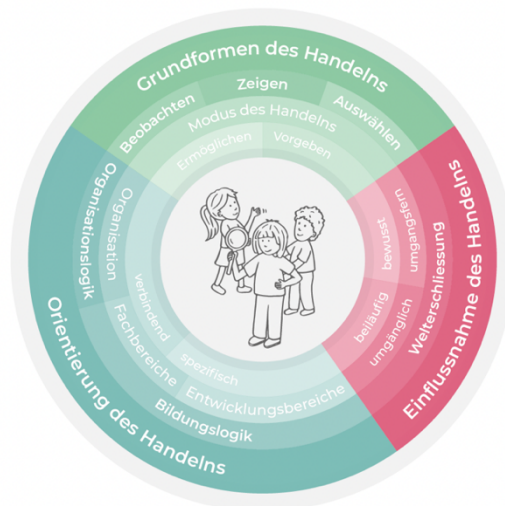 Grundformen des Handelns
Beobachten
Zeigen
Auswählen
Modus des Handelns
Ermöglichen
Vorgeben
Einflussnahme des Handelns
Welterschliessung
umgangsfern
umgänglich
bewusst
beiläufig
Orientierung des Handelns
Organisationslogik
Organisation
Bildungslogik
Fachbereiche
Entwicklungsbereiche
verbindend
spezifisch